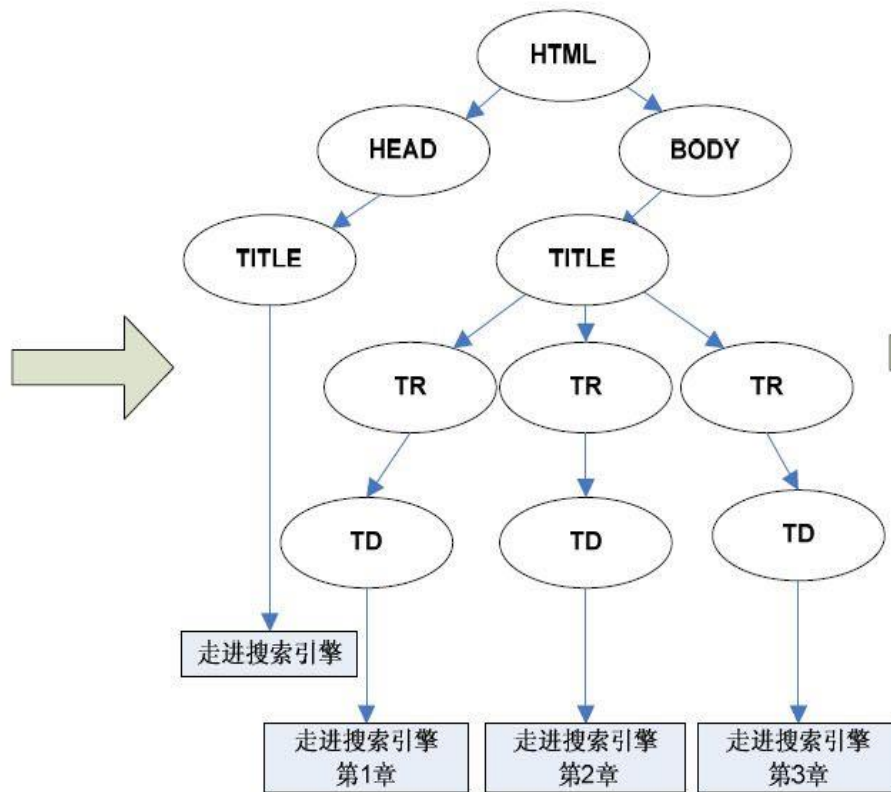 HTML
HEAD
BODY
TITLE
TITLE
TR
TR
TR
TD
TD
TD
走进搜索引擎
走进搜索引擎
第1章
走进搜索引擎
第2章
走进搜索引擎
第3章